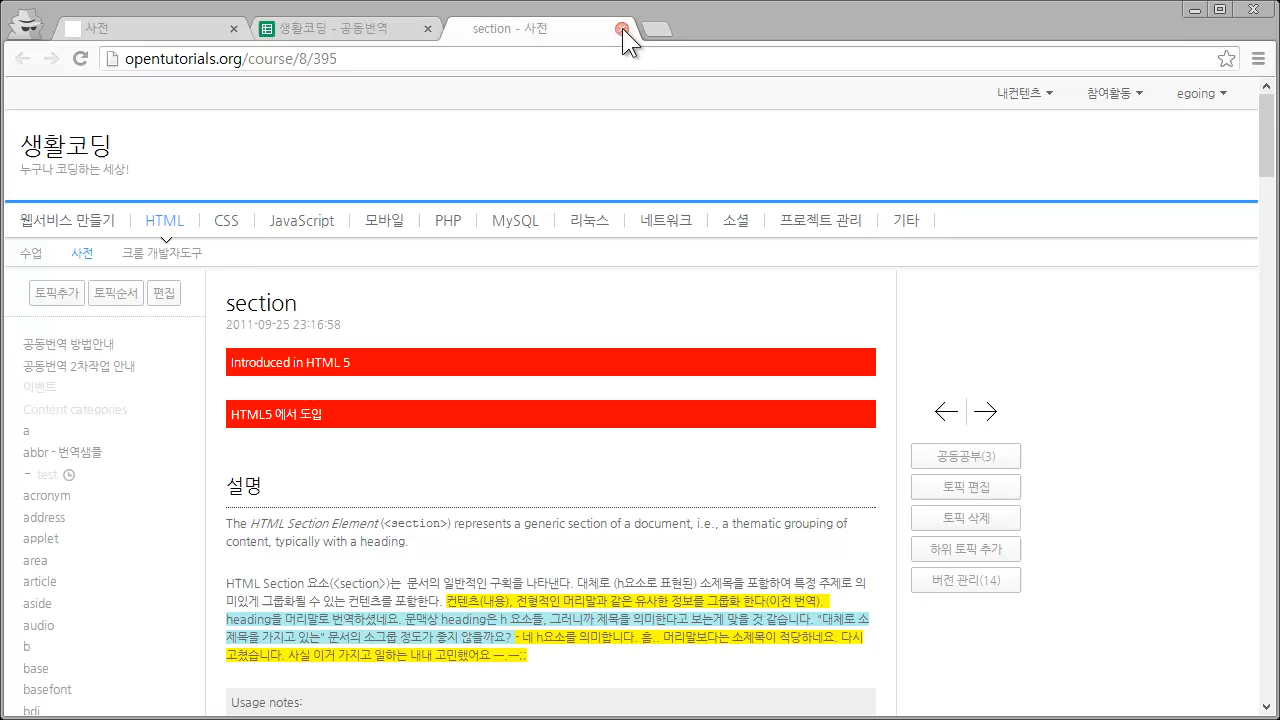 사전
생활코딩 - 공동번역
section - 사전
opentutorials.org/course/8/395
내컨텐츠 참여활동 egoing
생활코딩
누구나 코딩하는 세상!
웹서비스 만들기 HTML CSS JavaScript 모바일 PHP MySQL 리눅스 네트워크 소셜 프로젝트 관리 기타
수업 사전 크롬 개발자도구
토픽추가 토픽순서 편집
공동번역 방법안내
공동번역 2차작업 안내
이벤트
Content categories
a
abbr - 번역샘플
- test
acronym
address
applet
area
article
aside
audio
b
base
basefont
bdi
section
2011-09-25 23:16:58
Introduced in HTML 5
HTML5 에서 도입
설명
The HTML Section Element (<section>) represents a generic section of a document, i.e., a thematic grouping of
content, typically with a heading.
HTML Section 요소(<section>)는 문서의 일반적인 구획을 나타낸다. 대체로 (h요소로 표현된) 소제목을 포함하여 특정 주제로 의
미있게 그룹화될 수 있는 컨텐츠를 포함한다. 컨텐츠(내용), 전형적인 머리말과 같은 유사한 정보를 그룹화 한다(이전 번역).
heading을 머리말로 번역하셨네요. 문맥상 heading은 h 요소들, 그러니까 제목을 의미한다고 보는게 맞을 것 같습니다. "대체로 소
제목을 가지고 있는" 문서의 소그룹 정도가 좋지 않을까요? - 네 h요소를 의미합니다. 흠.. 머리말보다는 소제목이 적당하네요. 다시
고쳤습니다. 사실 이거 가지고 일하는 내내 고민했어요 ㅡ.ㅡ;;
Usage notes:
공동공부(3)
토픽 편집
토픽 삭제
하위 토픽 추가
버전 관리(14)